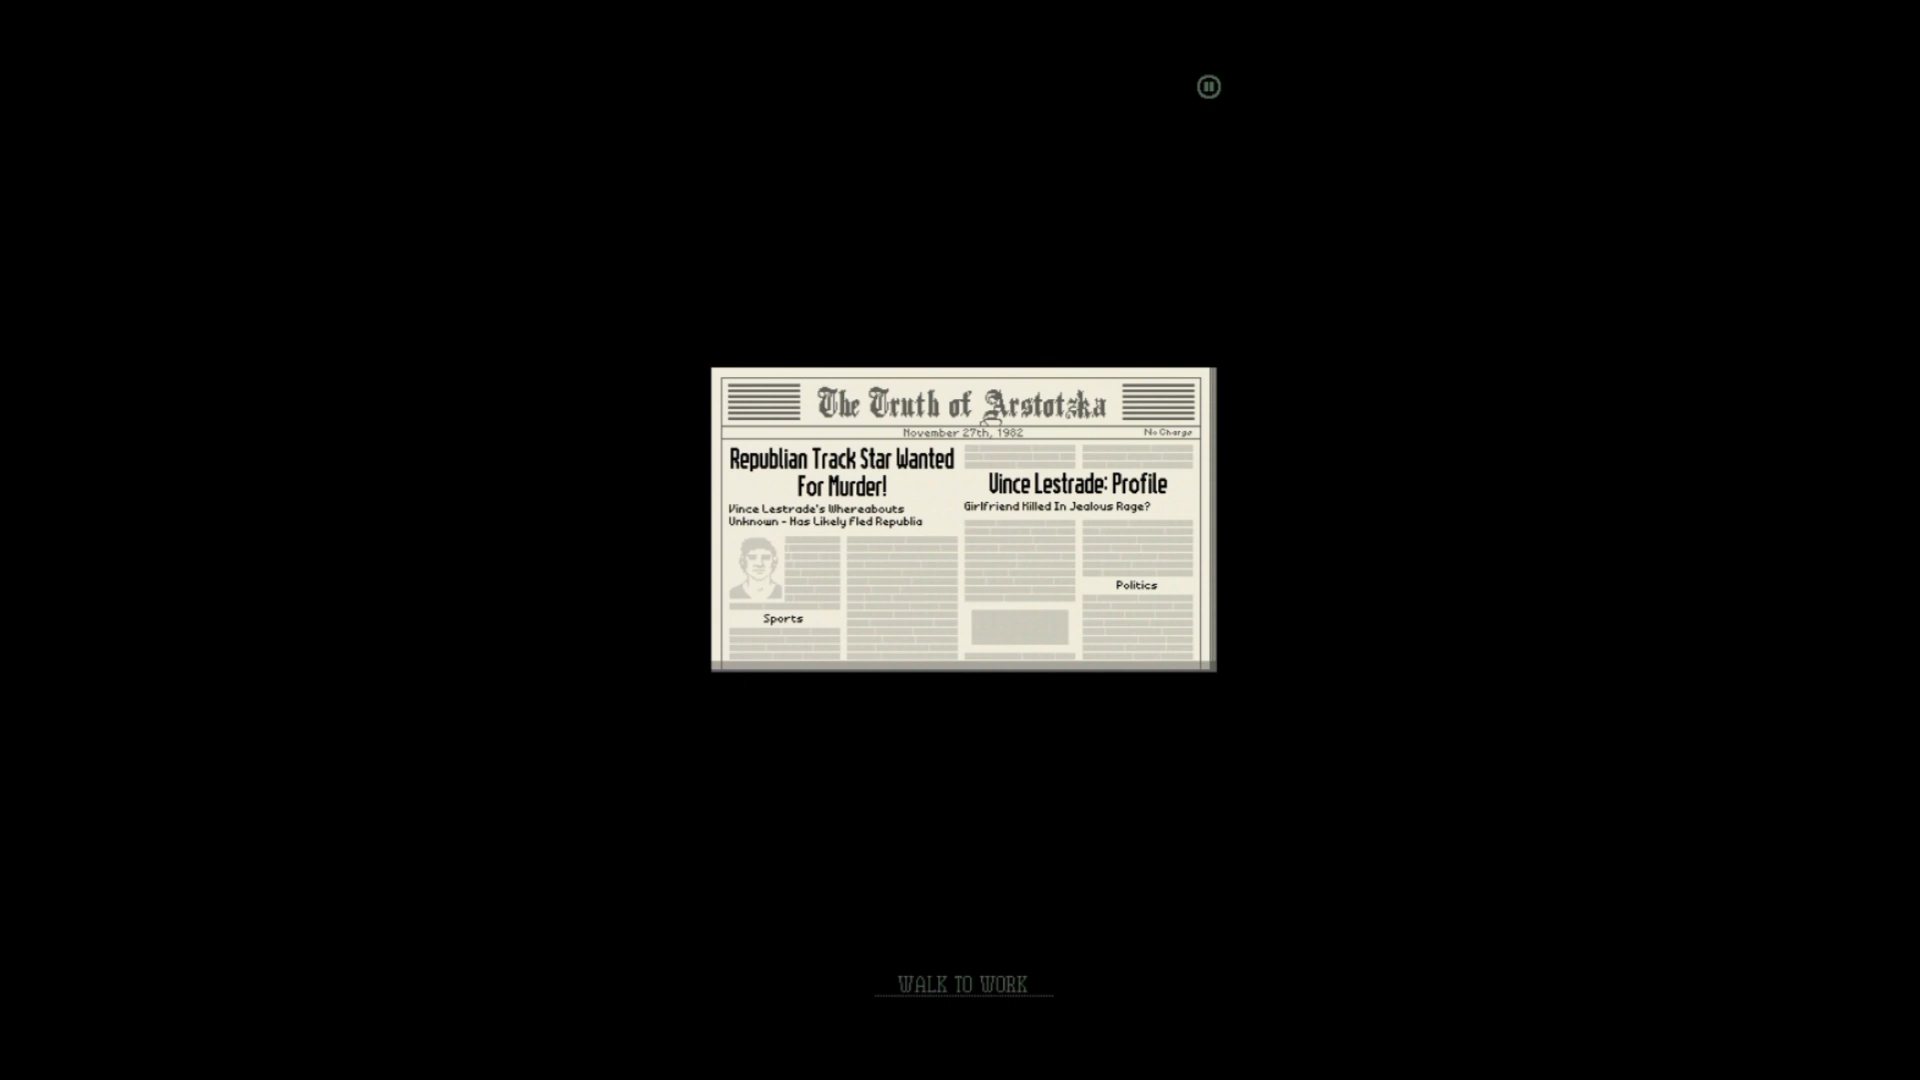 The Truth of Arstotzka
November 27th, 1982
No Charge
Republian Track Star Wanted
For Murder!
Vince Lestrade's Whereabouts
Unknown - Has Likely Fled Republia
Sports
Vince Lestrade: Profile
Girlfriend Killed In Jealous Rage?
Politics
WALK TO WORK